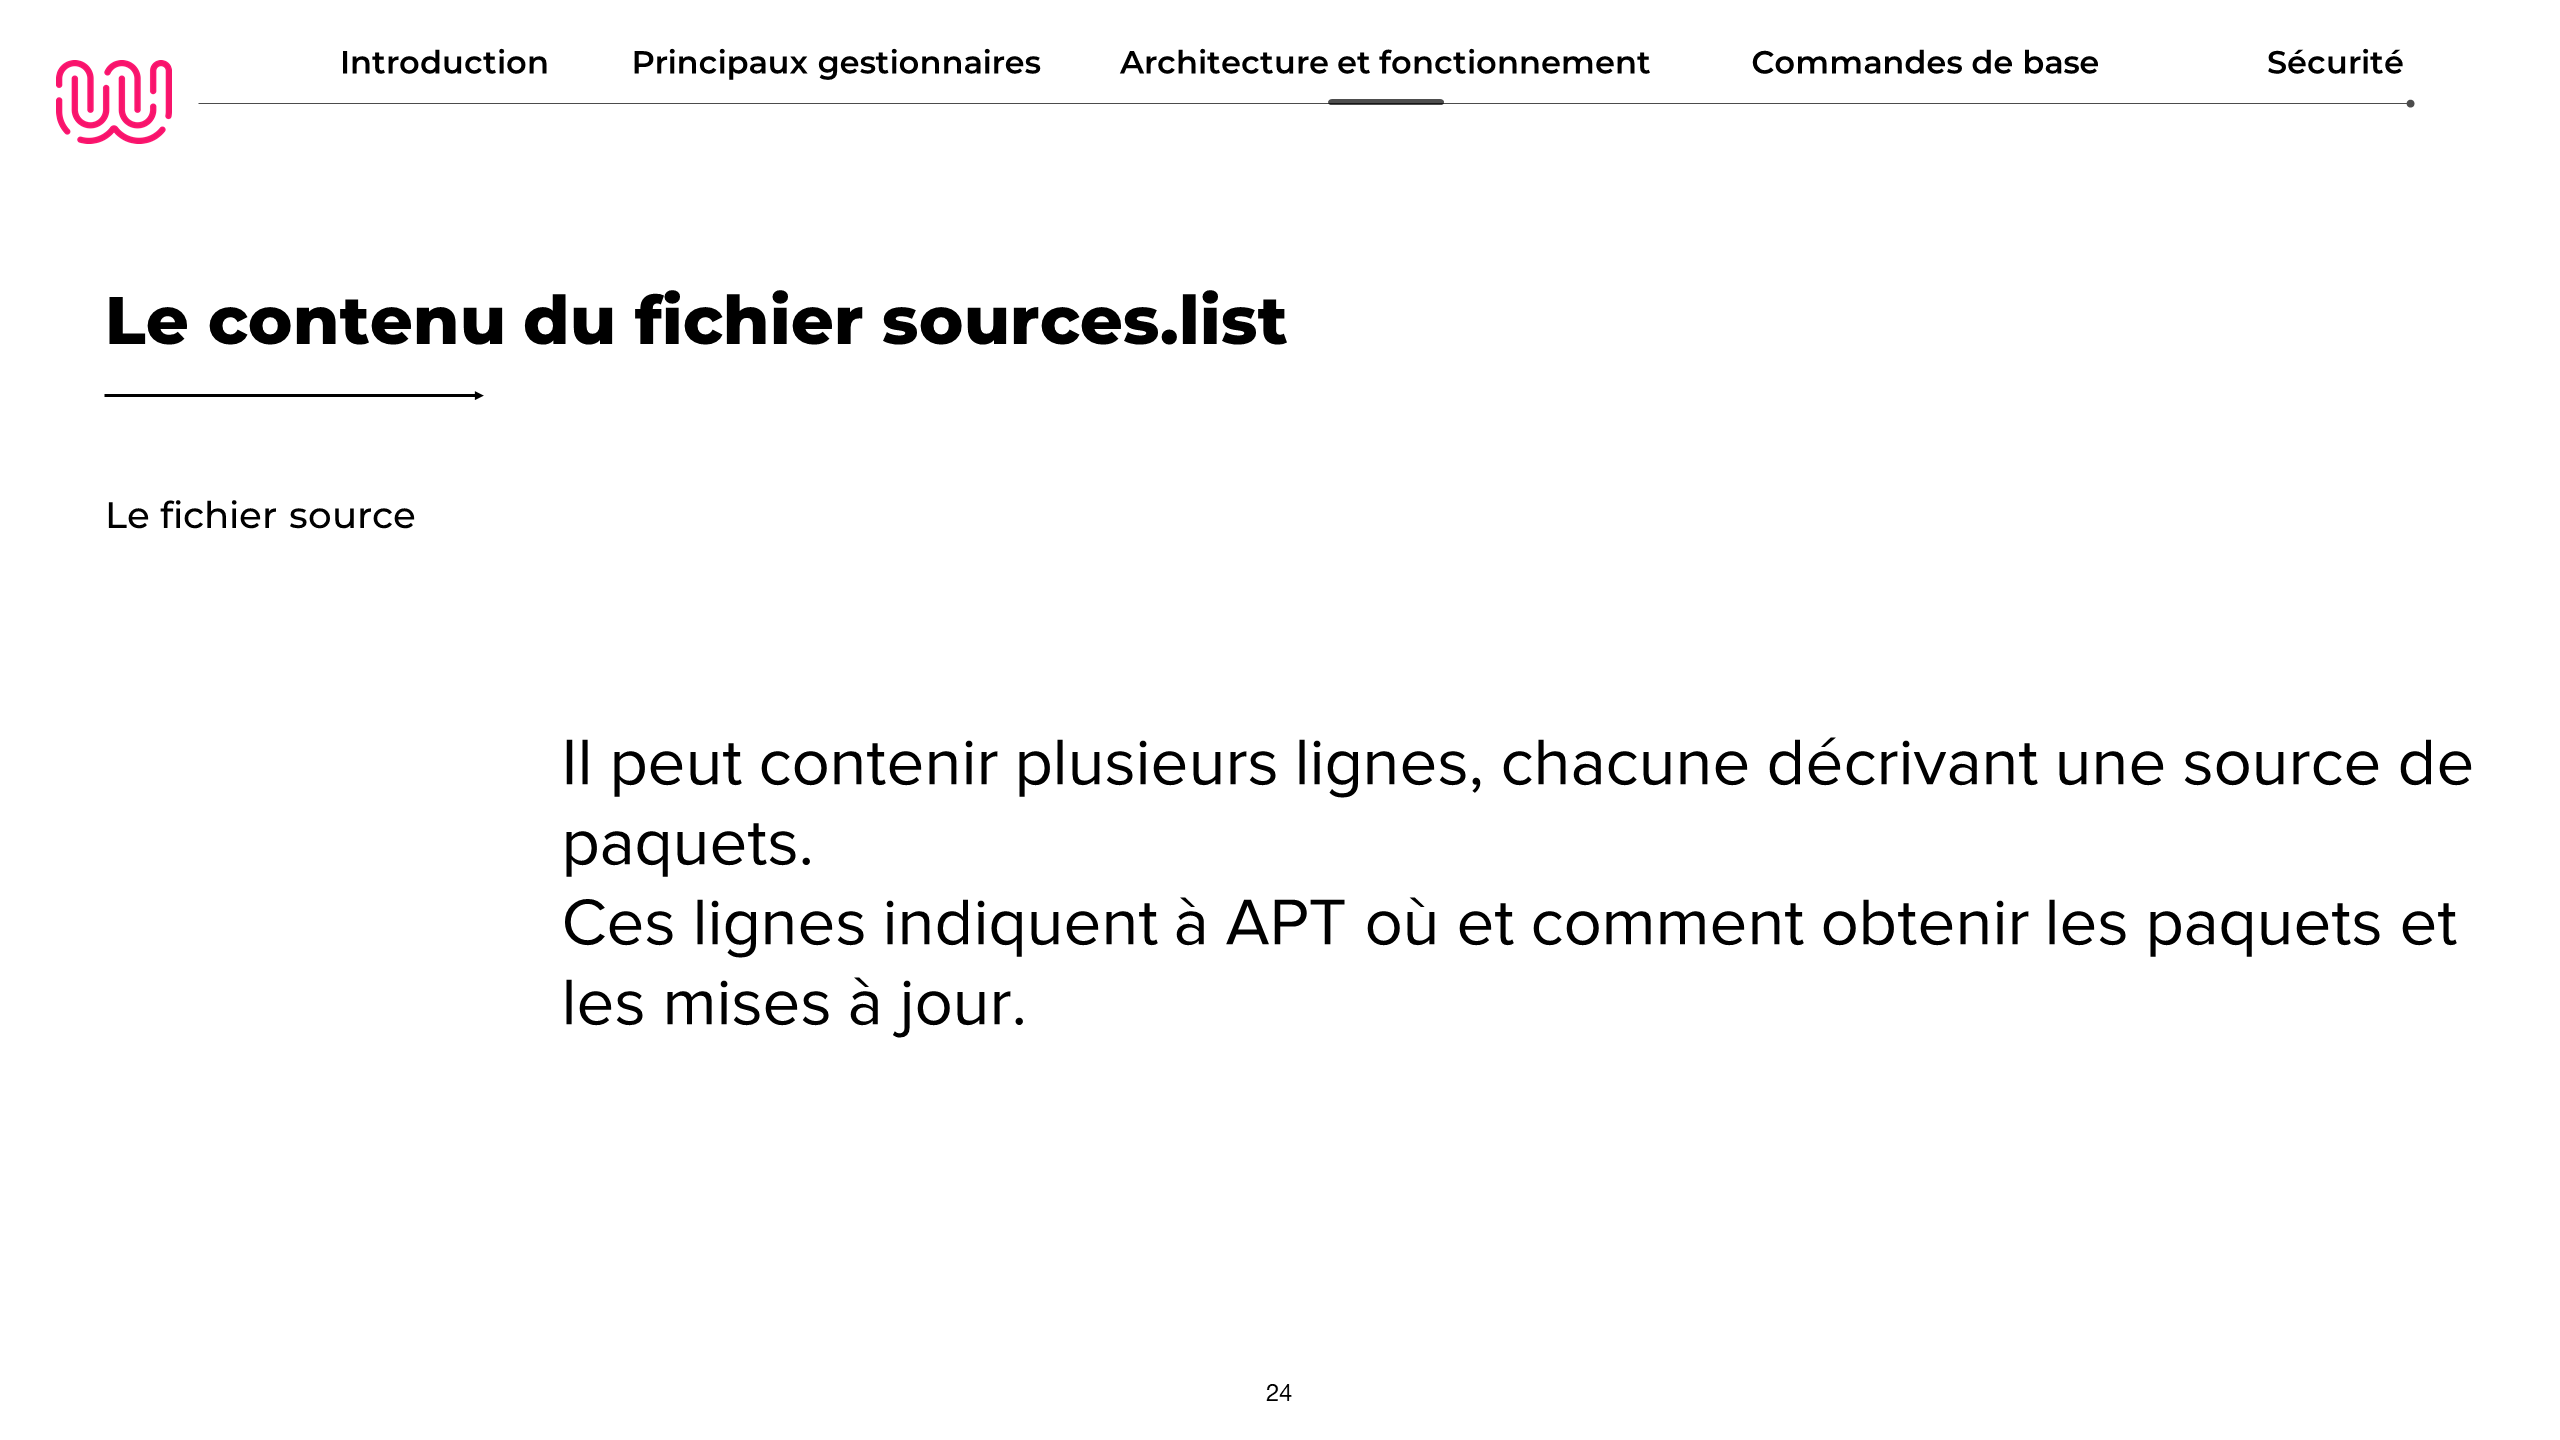 Introduction Principaux gestionnaires Architecture et fonctionnement Commandes de base Sécurité
Le contenu du fichier sources.list
Le fichier source
Il peut contenir plusieurs lignes, chacune décrivant une source de
paquets.
Ces lignes indiquent à APT où et comment obtenir les paquets et
les mises à jour.
24